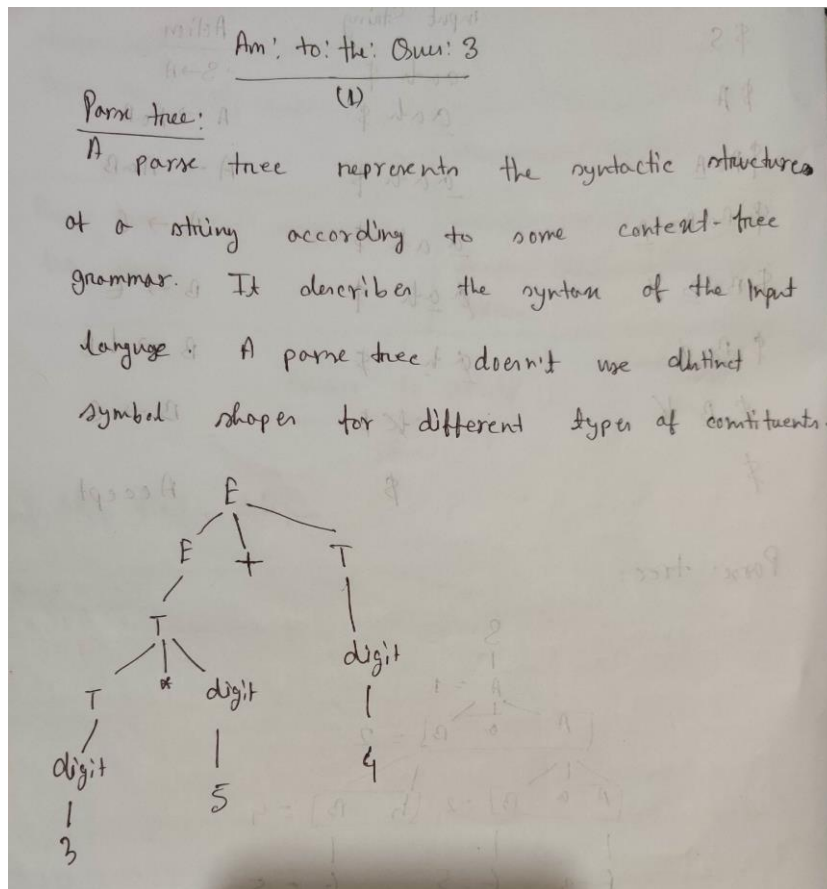 Ans: to: the: Ques: 3
(1)
Parse tree:
A parse tree represents the syntactic structures
of a string according to some context-free
grammar. It describes the syntax of the Input
languge. A parse tree doesn't use distinct
symbol shapes for different types of constituents.
E
E + T
T digit
T * digit 4
digit 5
3